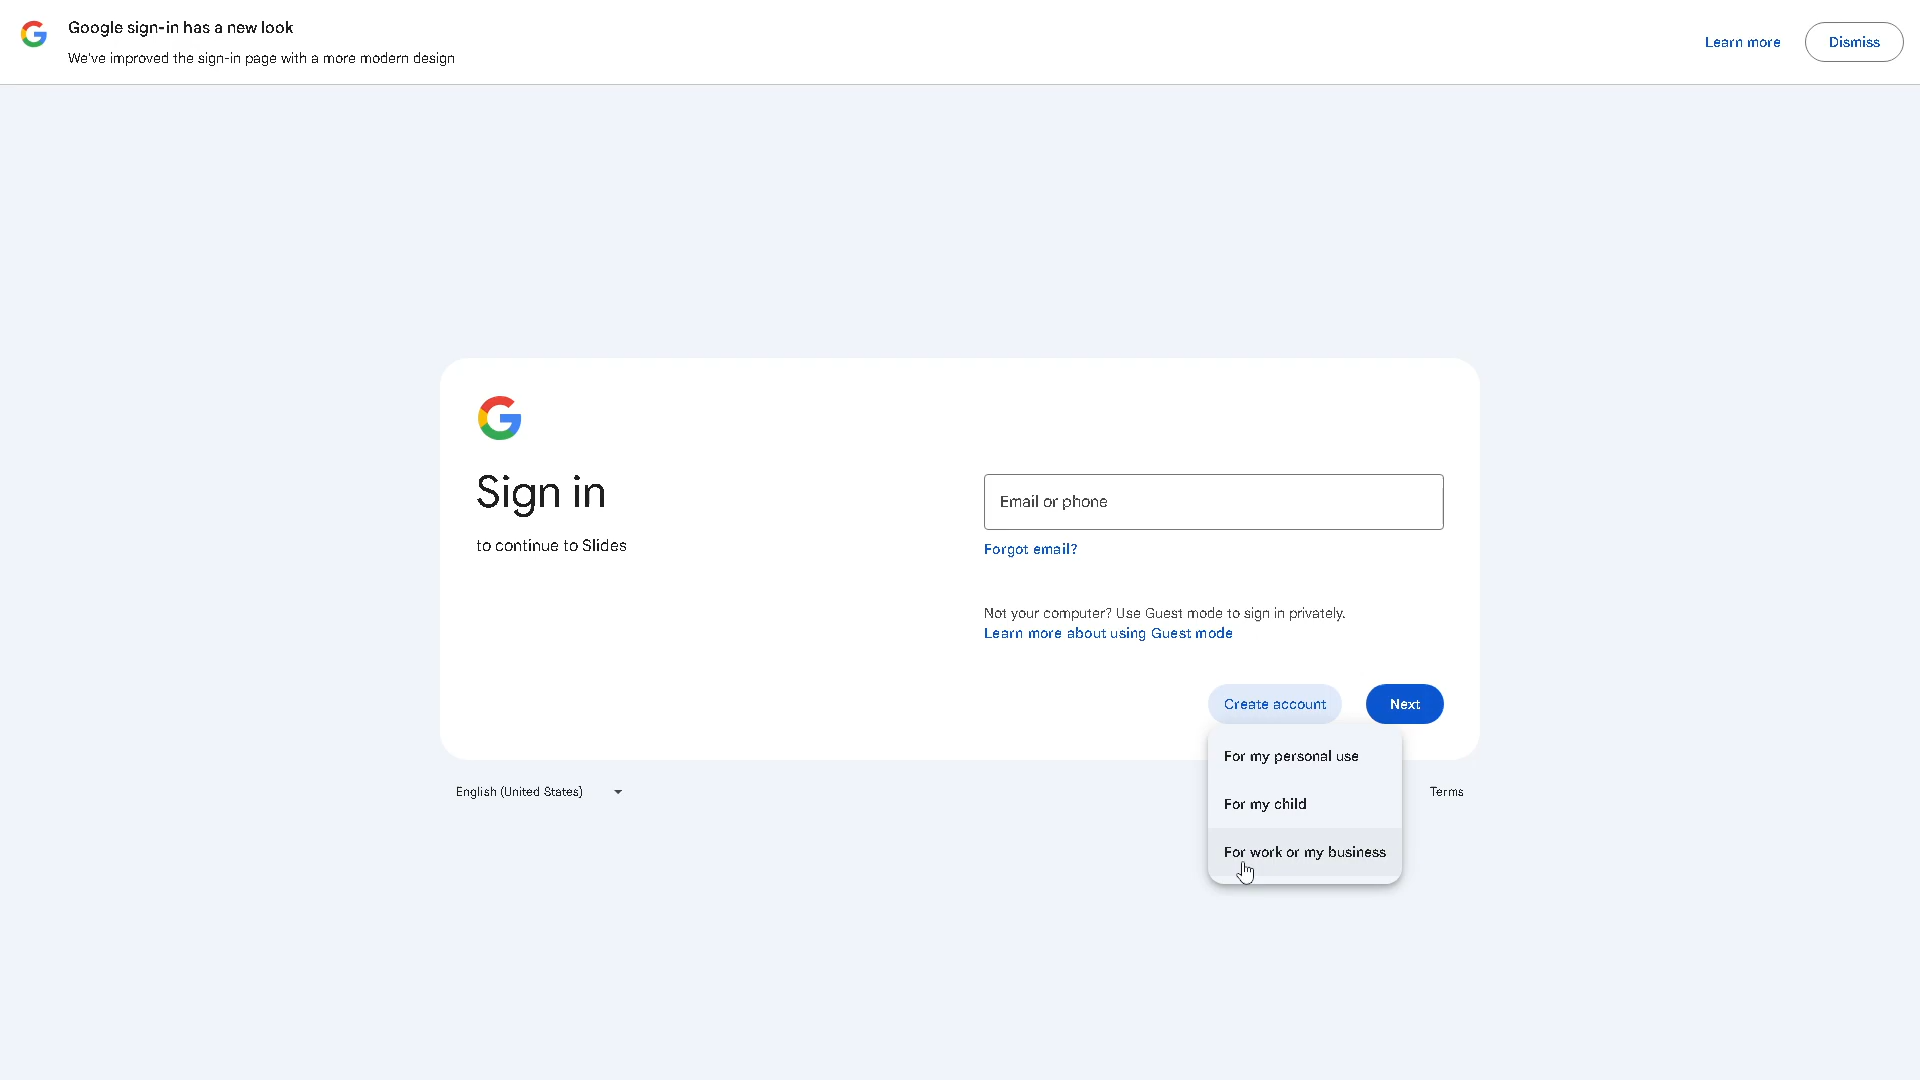 Google sign-in has a new look
We've improved the sign-in page with a more modern design
Learn more
Dismiss
Sign in
to continue to Slides
Email or phone
Forgot email?
Not your computer? Use Guest mode to sign in privately.
Learn more about using Guest mode
Create account
Next
For my personal use
For my child
For work or my business
English (United States)
Terms